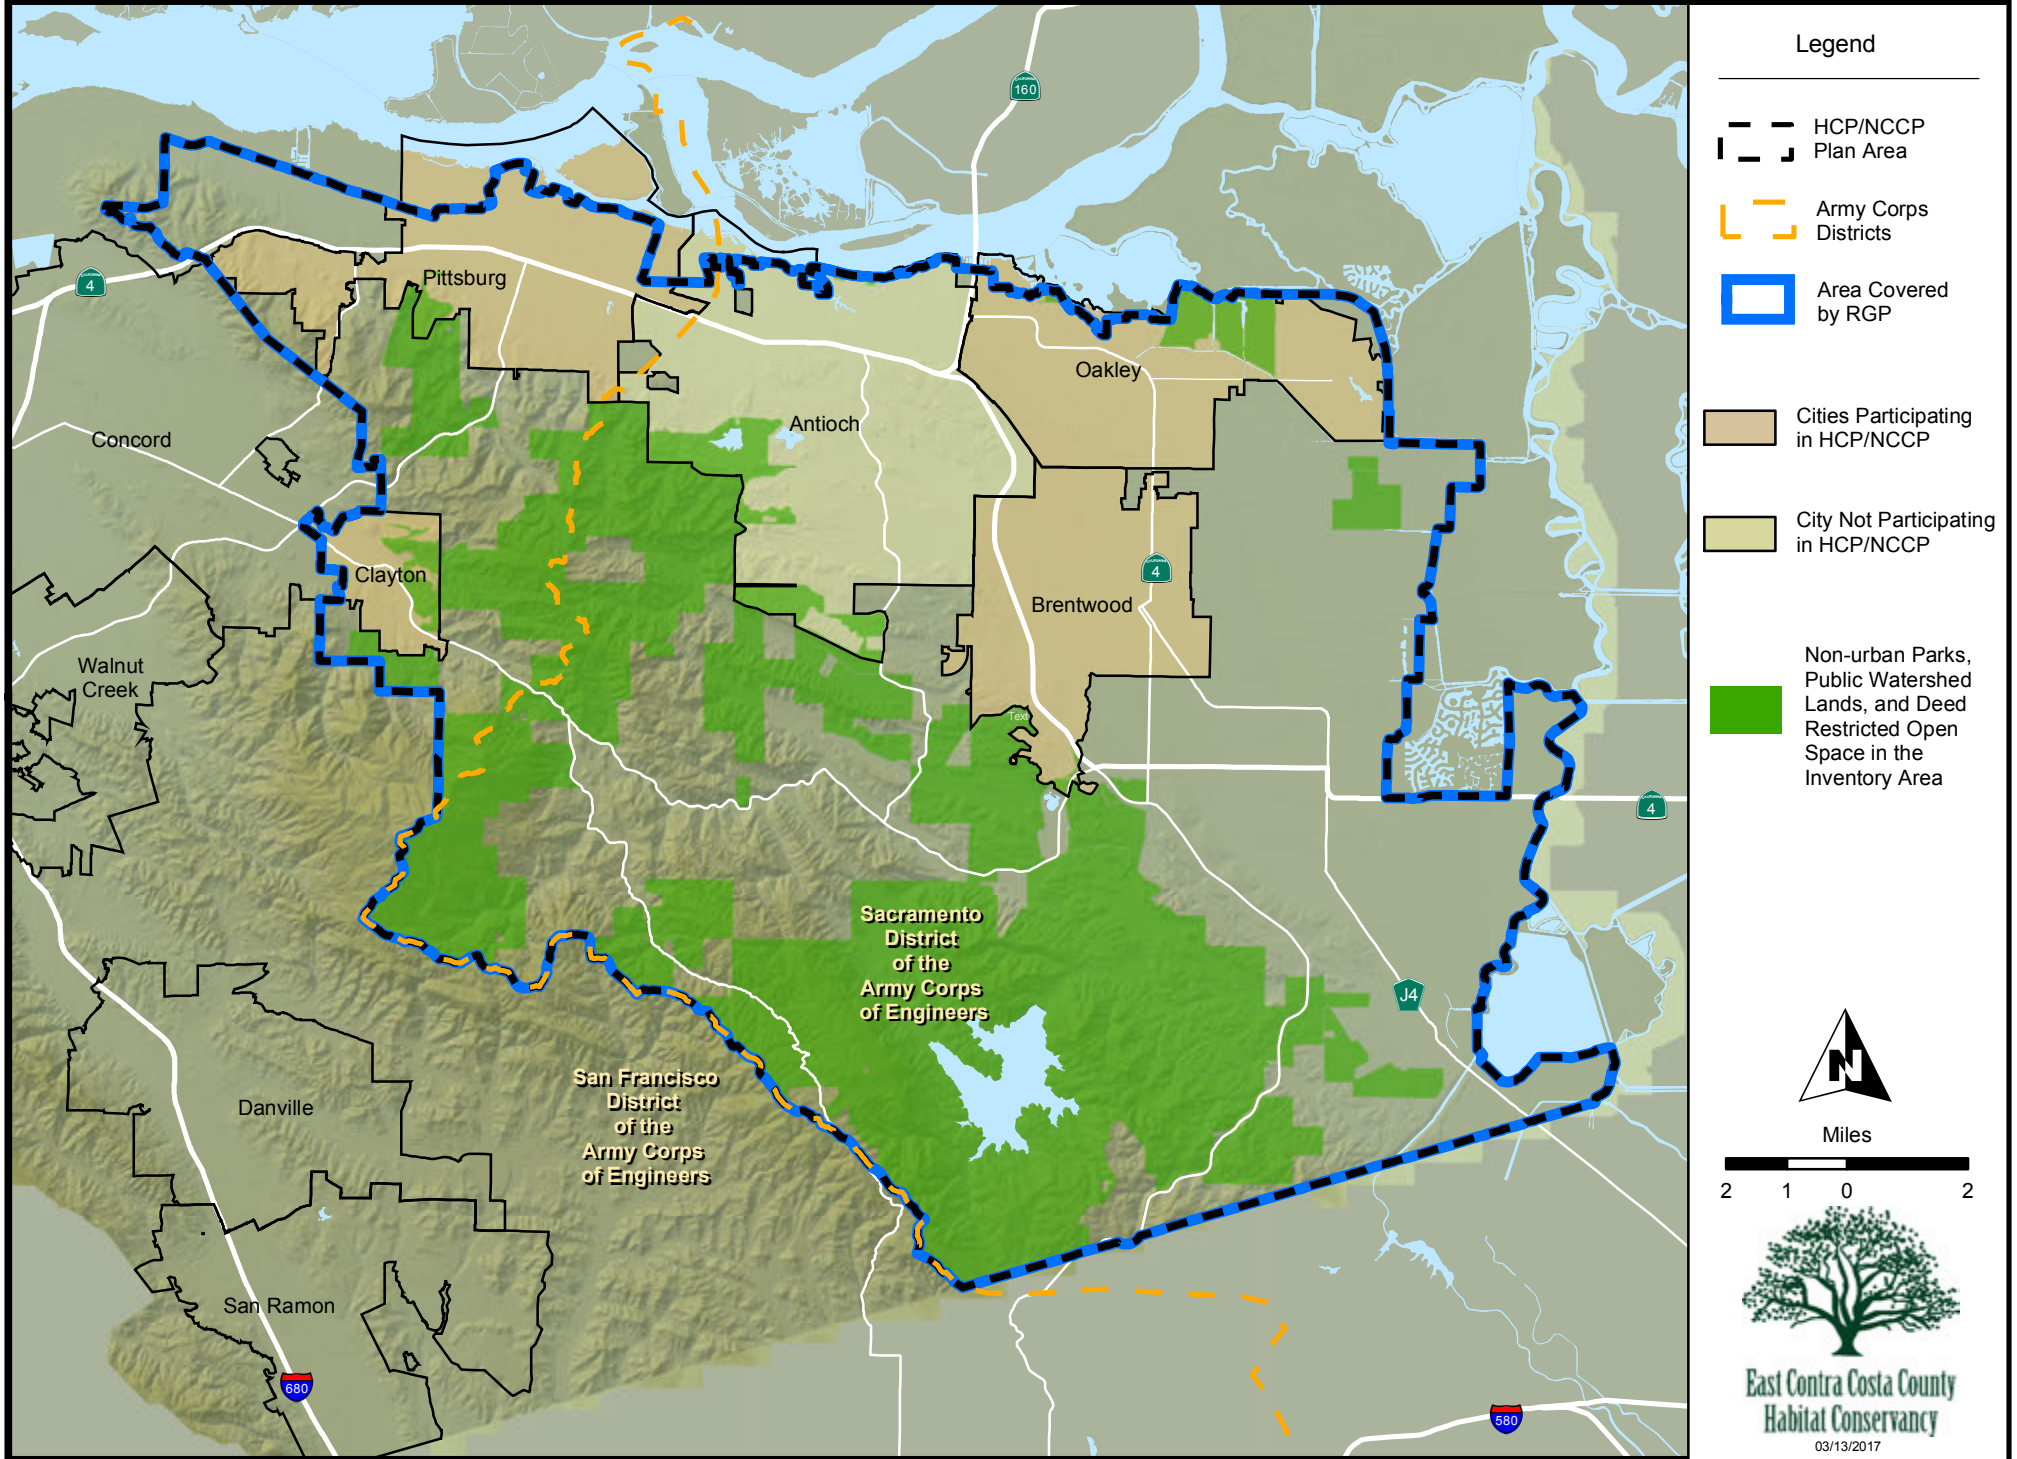 160
4
Pittsburg
Concord
Oakley
Antioch
Clayton
4
Brentwood
Walnut
Creek
Text
4
Sacramento
District
of the
Army Corps
of Engineers
J4
San Francisco
District
of the
Army Corps
of Engineers
Danville
San Ramon
680
580
Legend
HCP/NCCP
Plan Area
Army Corps
Districts
Area Covered
by RGP
Cities Participating
in HCP/NCCP
City Not Participating
in HCP/NCCP
Non-urban Parks,
Public Watershed
Lands, and Deed
Restricted Open
Space in the
Inventory Area
N
Miles
2 1 0 2
East Contra Costa County
Habitat Conservancy
03/13/2017